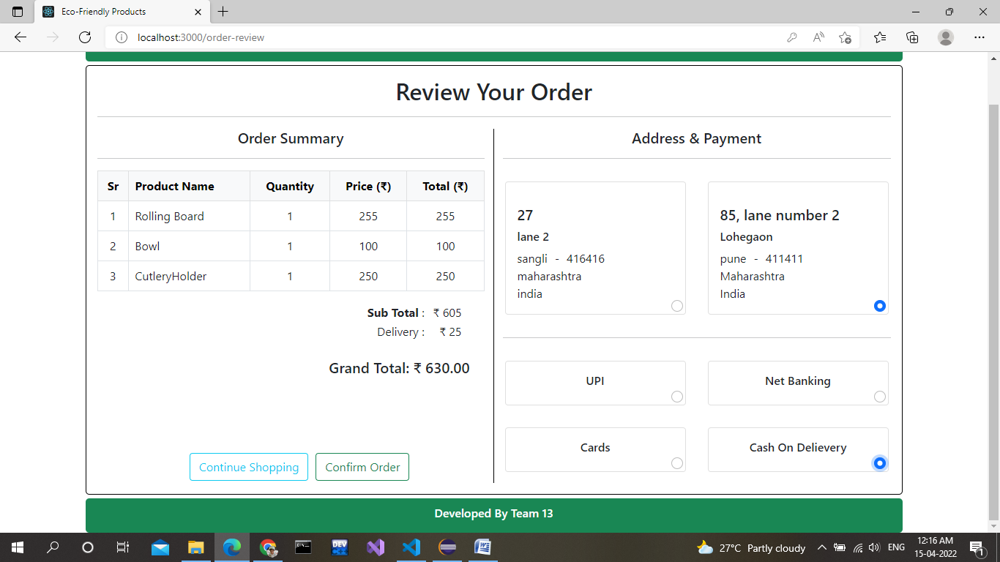 Eco-Friendly Products
localhost:3000/order-review
Review Your Order
Order Summary
Sr Product Name Quantity Price (₹) Total (₹)
1 Rolling Board 1 255 255
2 Bowl 1 100 100
3 CutleryHolder 1 250 250
Sub Total : ₹ 605
Delivery : ₹ 25
Grand Total: ₹ 630.00
Continue Shopping Confirm Order
Address & Payment
27
lane 2
sangli - 416416
maharashtra
india
85, lane number 2
Lohegaon
pune - 411411
Maharashtra
India
UPI
Net Banking
Cards
Cash On Delievery
Developed By Team 13
DEV
27°C Partly cloudy
ENG
12:16 AM
15-04-2022
1